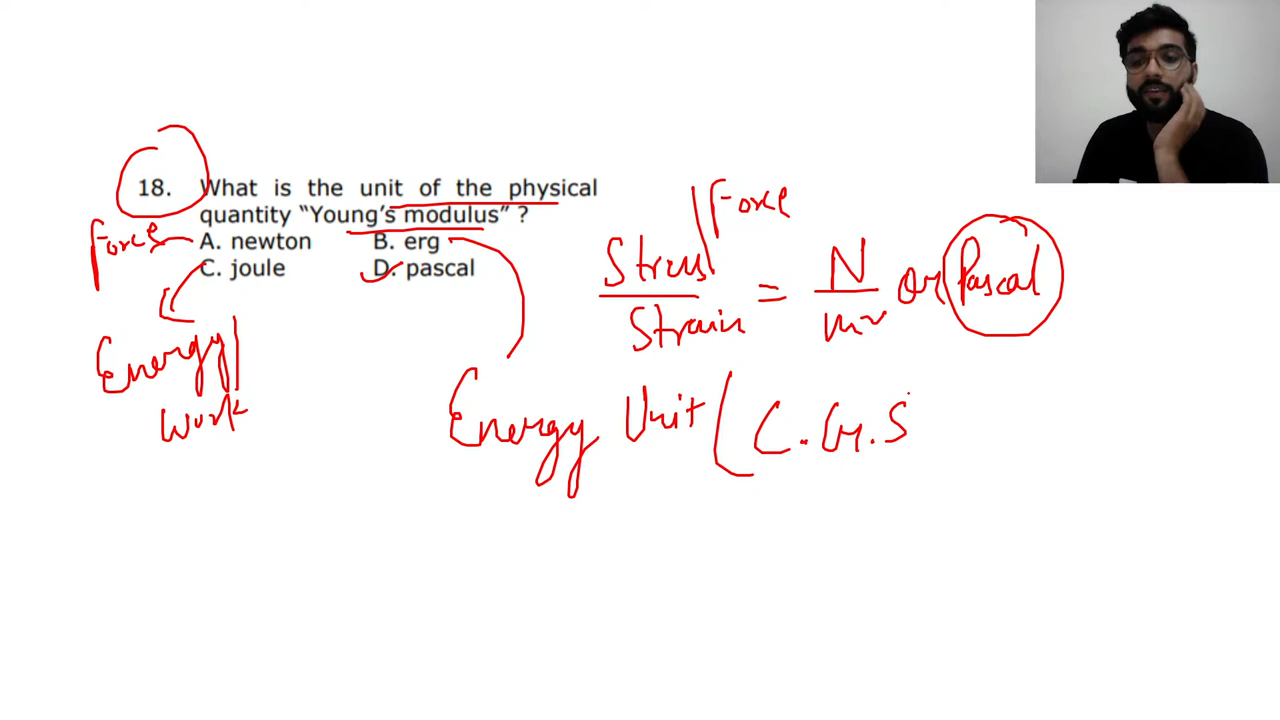 18. What is the unit of the physical
quantity “Young’s modulus” ?
A. newton B. erg
C. joule D. pascal
Force
Energy
Work
Force
Stress
Strain
=
N
m²
or Pascal
Energy Unit ( C.G.S